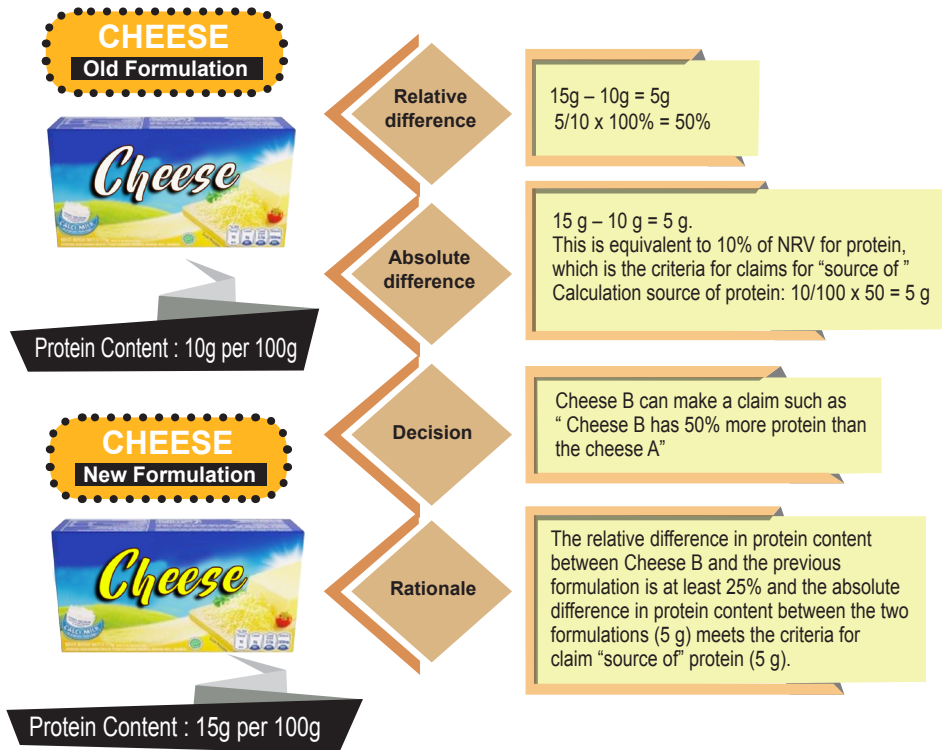 CHEESE
Old Formulation
Cheese
CALCI MILK
Protein Content : 10g per 100g
CHEESE
New Formulation
Cheese
CALCI MILK
Protein Content : 15g per 100g
Relative
difference
15g – 10g = 5g
5/10 x 100% = 50%
Absolute
difference
15 g – 10 g = 5 g.
This is equivalent to 10% of NRV for protein,
which is the criteria for claims for “source of ”
Calculation source of protein: 10/100 x 50 = 5 g
Decision
Cheese B can make a claim such as
“ Cheese B has 50% more protein than
the cheese A”
Rationale
The relative difference in protein content
between Cheese B and the previous
formulation is at least 25% and the absolute
difference in protein content between the two
formulations (5 g) meets the criteria for
claim “source of” protein (5 g).